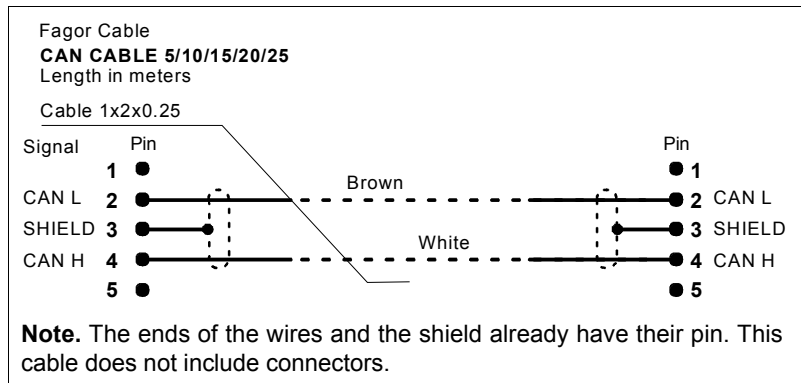 Fagor Cable
CAN CABLE 5/10/15/20/25
Length in meters
Cable 1x2x0.25
Signal Pin Pin
1 1
Brown
CAN L 2 2 CAN L
SHIELD 3 3 SHIELD
White
CAN H 4 4 CAN H
5 5
Note. The ends of the wires and the shield already have their pin. This
cable does not include connectors.